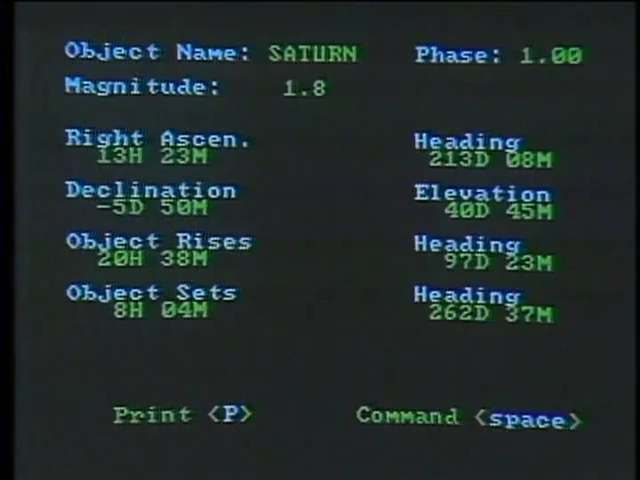 Object Name: SATURN Phase: 1.00
Magnitude: 1.8
Right Ascen. Heading
13H 23M 213D 08M
Declination Elevation
-5D 50M 40D 45M
Object Rises Heading
20H 38M 97D 23M
Object Sets Heading
8H 04M 262D 37M
Print <P> Command <space>